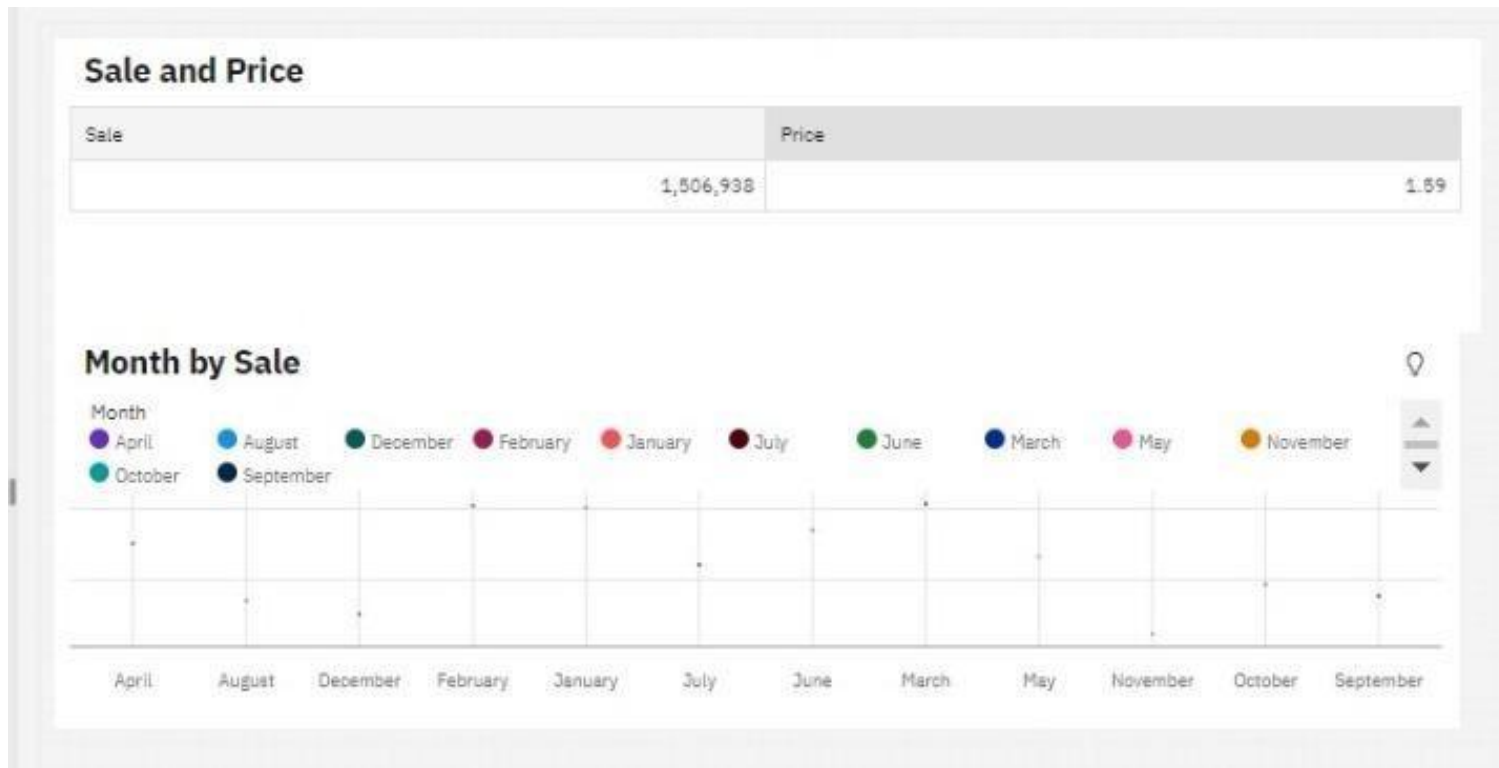 Sale and Price
Sale Price
1,506,938 1.59
Month by Sale
Month
April August December February January July June March May November
October September
April August December February January July June March May November October September